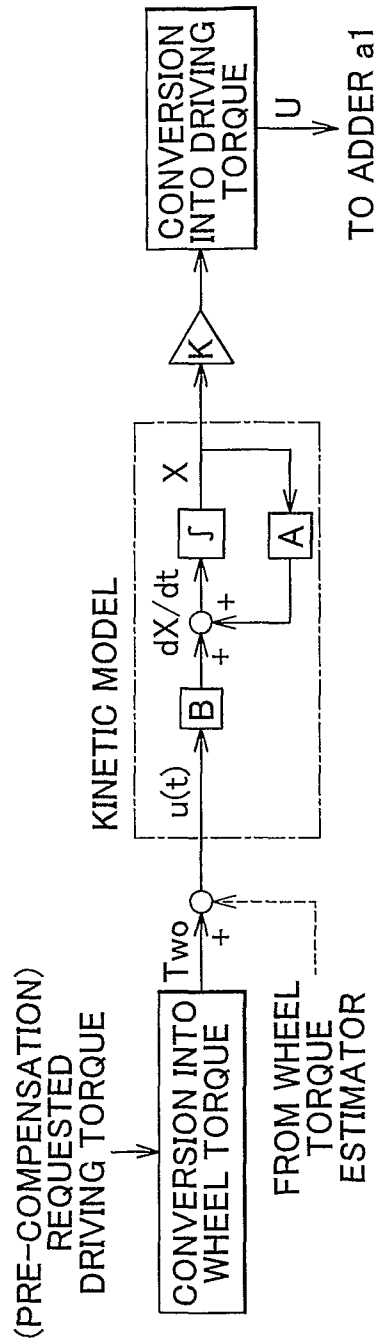 (PRE-COMPENSATION)
REQUESTED
DRIVING TORQUE
CONVERSION INTO
WHEEL TORQUE
FROM WHEEL
TORQUE
ESTIMATOR
Two
+
KINETIC MODEL
u(t)
B
+
+
dX/dt
∫
X
A
K
CONVERSION
INTO DRIVING
TORQUE
U
TO ADDER a1